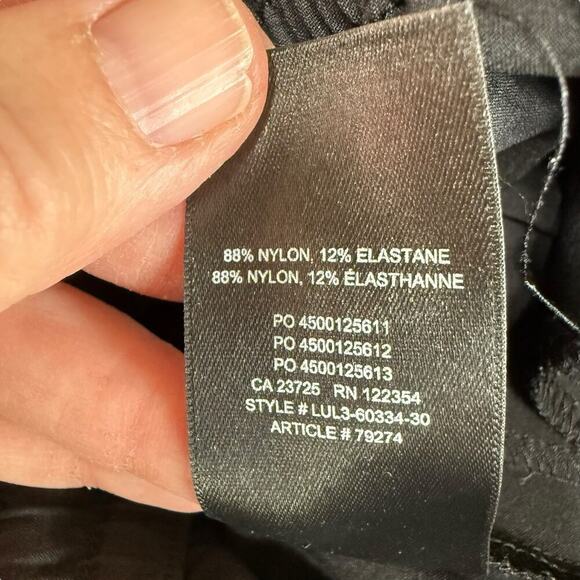 88% NYLON, 12% ELASTANE
88% NYLON, 12% ÉLASTHANNE
PO 4500125611
PO 4500125612
PO 4500125613
CA 23725 RN 122354
STYLE # LUL3-60334-30
ARTICLE # 79274